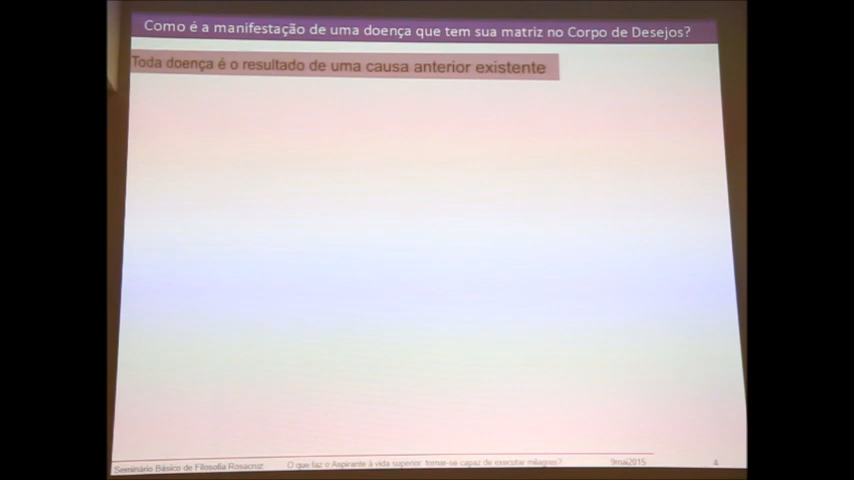 Como é a manifestação de uma doença que tem sua matriz no Corpo de Desejos?
Toda doença é o resultado de uma causa anterior existente
Seminário Básico de Filosofia Rosacruz O que faz o Aspirante à vida superior tornar-se capaz de executar milagres? 9mai2015 4